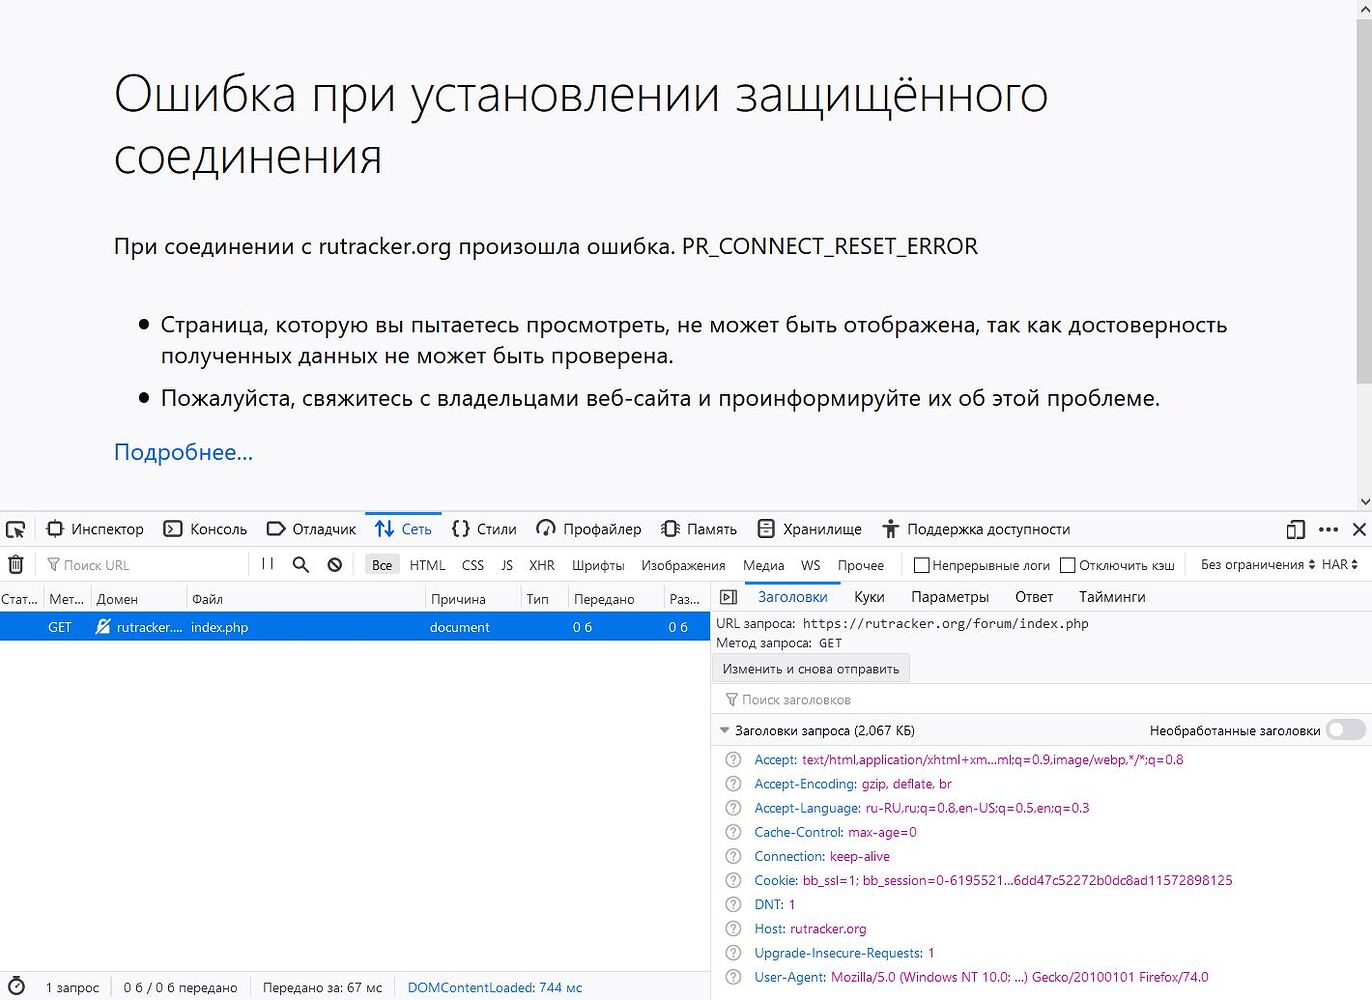 Ошибка при установлении защищённого
соединения
При соединении с rutracker.org произошла ошибка. PR_CONNECT_RESET_ERROR
Страница, которую вы пытаетесь просмотреть, не может быть отображена, так как достоверность
полученных данных не может быть проверена.
Пожалуйста, свяжитесь с владельцами веб-сайта и проинформируйте их об этой проблеме.
Подробнее...
Инспектор Консоль Отладчик Сеть Стили Профайлер Память Хранилище Поддержка доступности
Поиск URL Все HTML CSS JS XHR Шрифты Изображения Медиа WS Прочее Непрерывные логи Отключить кэш Без ограничения HAR
Стат... Мет... Домен Файл Причина Тип Передано Раз...
GET rutracker.... index.php document 0 б 0 б
Заголовки Куки Параметры Ответ Тайминги
URL запроса: https://rutracker.org/forum/index.php
Метод запроса: GET
Изменить и снова отправить
Поиск заголовков
Заголовки запроса (2,067 КБ) Необработанные заголовки
Accept: text/html,application/xhtml+xm...ml;q=0.9,image/webp,*/*;q=0.8
Accept-Encoding: gzip, deflate, br
Accept-Language: ru-RU,ru;q=0.8,en-US;q=0.5,en;q=0.3
Cache-Control: max-age=0
Connection: keep-alive
Cookie: bb_ssl=1; bb_session=0-6195521...6dd47c52272b0dc8ad11572898125
DNT: 1
Host: rutracker.org
Upgrade-Insecure-Requests: 1
User-Agent: Mozilla/5.0 (Windows NT 10.0; ...) Gecko/20100101 Firefox/74.0
1 запрос 0 б / 0 б передано Передано за: 67 мс DOMContentLoaded: 744 мс